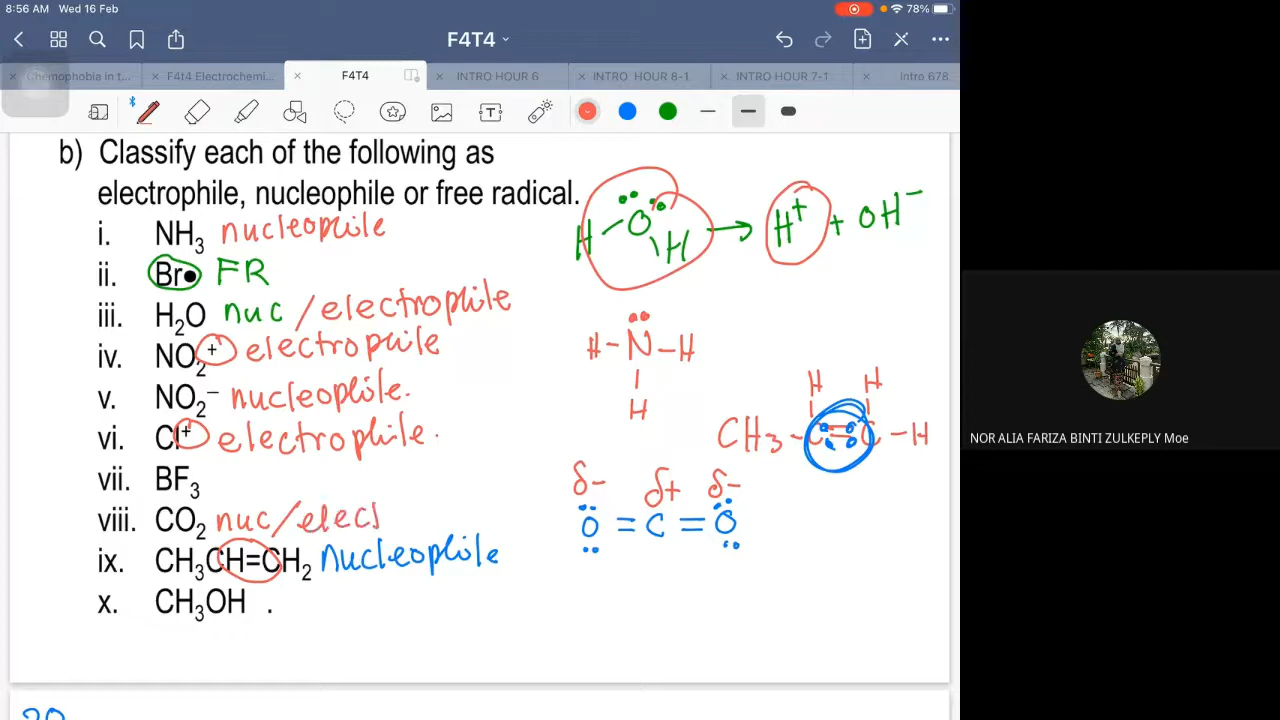 8:56 AM Wed 16 Feb
78%
F4T4
Chemophobia in t...
F4t4 Electrochemi...
F4T4
INTRO HOUR 6
INTRO HOUR 8-1
INTRO HOUR 7-1
Intro 678
b) Classify each of the following as
electrophile, nucleophile or free radical.
i. NH₃ nucleophile
ii. Br• FR
iii. H₂O nuc / electrophile
iv. NO₂⁺ electrophile
v. NO₂⁻ nucleophile.
vi. Cl⁺ electrophile.
vii. BF₃
viii. CO₂ nuc/elecs
ix. CH₃CH=CH₂ nucleophile
x. CH₃OH .
H – O
H → H⁺ + OH⁻
H – N – H
H
H H
CH₃ – C = C – H
δ− δ+ δ−
O = C = O
NOR ALIA FARIZA BINTI ZULKEPLY Moe